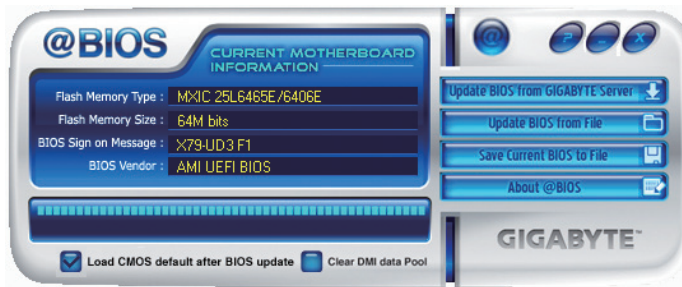 @BIOS
CURRENT MOTHERBOARD
INFORMATION
Flash Memory Type : MXIC 25L6465E/6406E
Flash Memory Size : 64M bits
BIOS Sign on Message : X79-UD3 F1
BIOS Vendor : AMI UEFI BIOS
Load CMOS default after BIOS update
Clear DMI data Pool
@ ? – x
Update BIOS from GIGABYTE Server
Update BIOS from File
Save Current BIOS to File
About @BIOS
GIGABYTE™